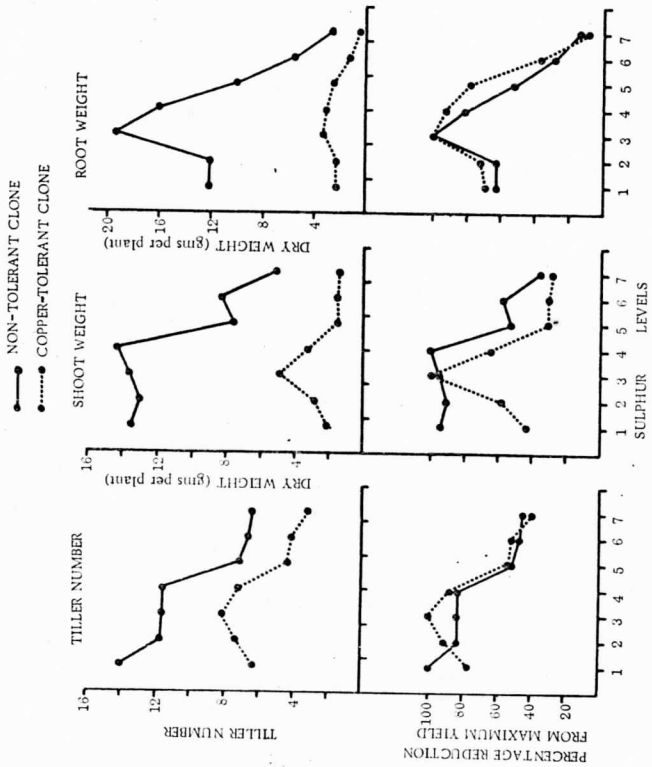 NON-TOLERANT CLONE
COPPER-TOLERANT CLONE
TILLER NUMBER
SHOOT WEIGHT
ROOT WEIGHT
TILLER NUMBER
16
12
8
4
DRY WEIGHT (gms per plant)
16
12
8
4
DRY WEIGHT (gms per plant)
20
16
12
8
4
PERCENTAGE REDUCTION
FROM MAXIMUM YIELD
100
80
60
40
20
1 2 3 4 5 6 7
1 2 3 4 5 6 7
1 2 3 4 5 6 7
SULPHUR LEVELS